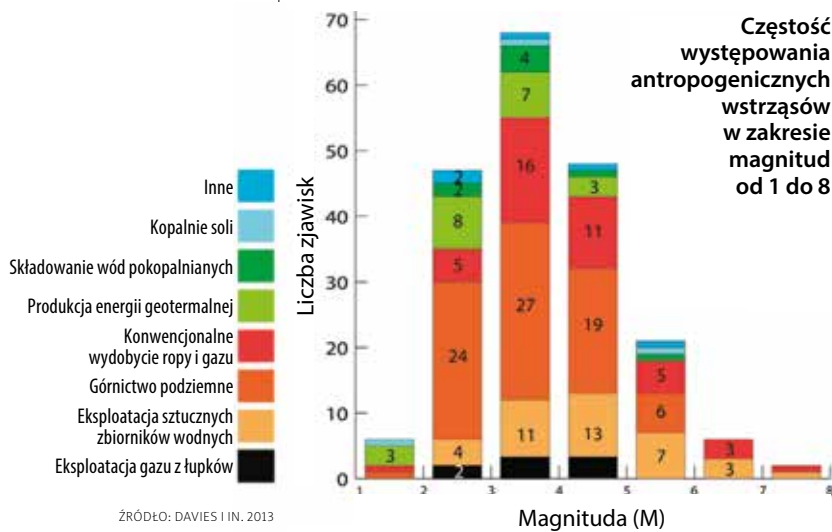 Częstość
występowania
antropogenicznych
wstrząsów
w zakresie
magnitud
od 1 do 8
Inne
Kopalnie soli
Składowanie wód pokopalnianych
Produkcja energii geotermalnej
Konwencjonalne
wydobycie ropy i gazu
Górnictwo podziemne
Eksploatacja sztucznych
zbiorników wodnych
Eksploatacja gazu z łupków
ŹRÓDŁO: DAVIES I IN. 2013
Liczba zjawisk
70
60
50
40
30
20
10
0
3
2
2
8
5
24
4
2
4
7
16
27
11
3
11
19
13
5
6
7
3
3
1 2 3 4 5 6 7 8
Magnituda (M)